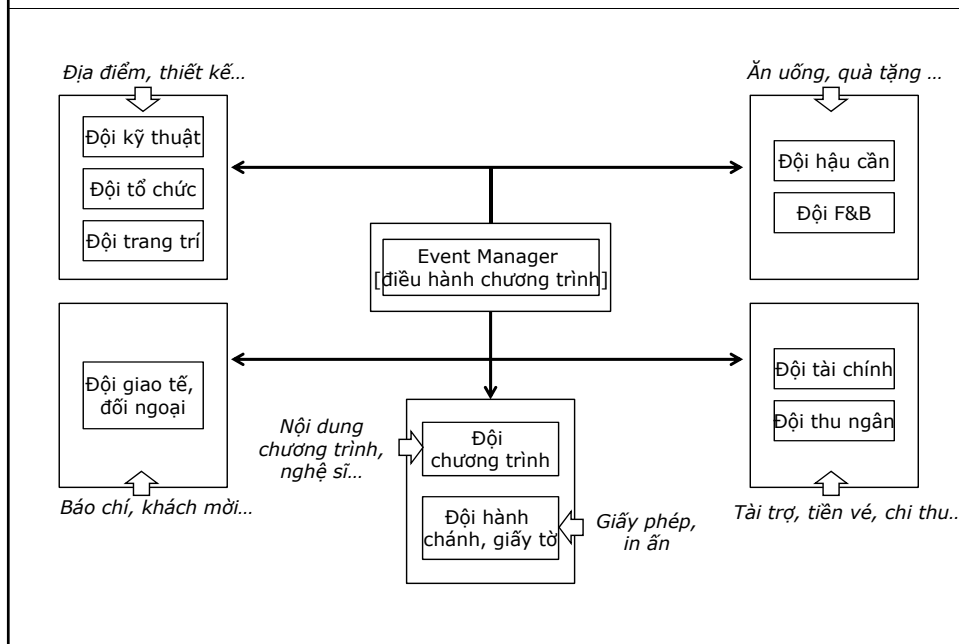 Địa điểm, thiết kế...
Đội kỹ thuật
Đội tổ chức
Đội trang trí
Ăn uống, quà tặng ...
Đội hậu cần
Đội F&B
Event Manager
[điều hành chương trình]
Đội giao tế,
đối ngoại
Báo chí, khách mời...
Nội dung
chương trình,
nghệ sĩ...
Đội
chương trình
Đội hành
chánh, giấy tờ
Giấy phép,
in ấn
Đội tài chính
Đội thu ngân
Tài trợ, tiền vé, chi thu...